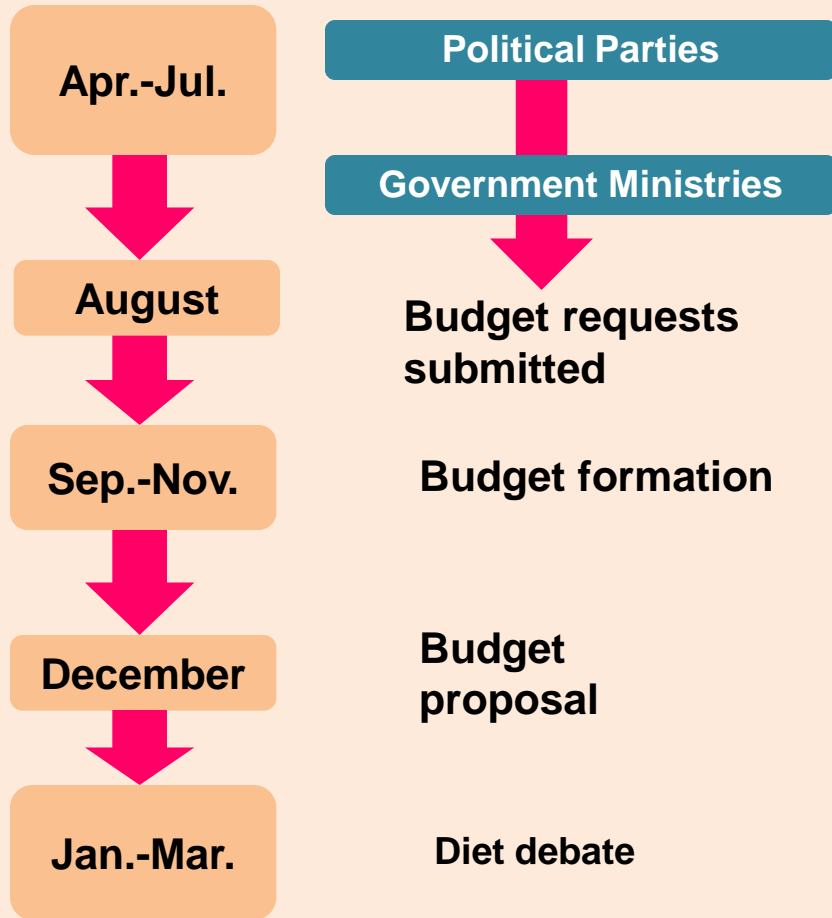 Apr.-Jul.
Political Parties
Government Ministries
August
Budget requests
submitted
Sep.-Nov.
Budget formation
December
Budget
proposal
Jan.-Mar.
Diet debate